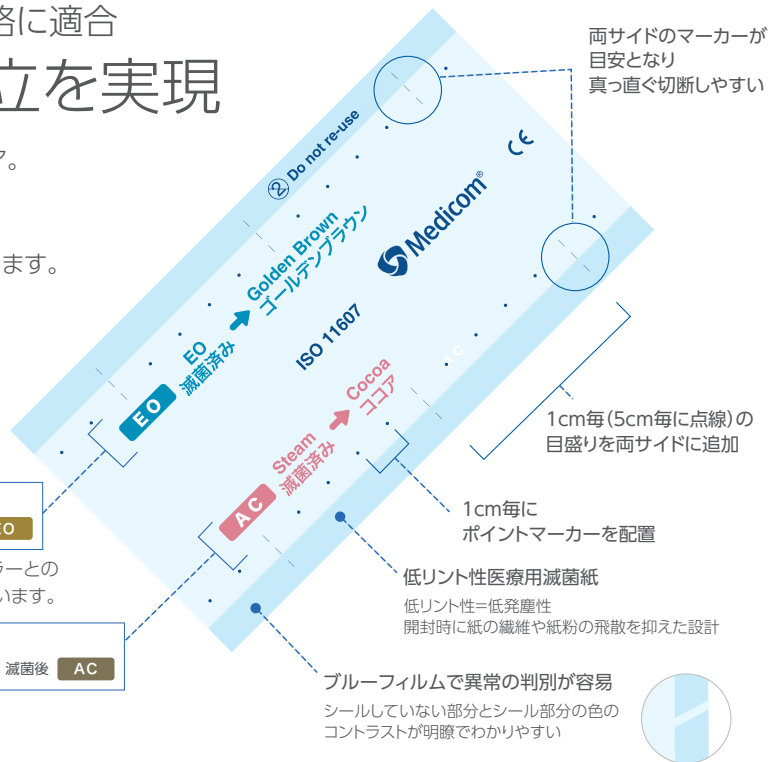 格に適合
立を実現
ア。
ます。
両サイドのマーカーが
目安となり
真っ直ぐ切断しやすい
2 Do not re-use
CE
Medicom®
Golden Brown
ゴールデンブラウン
EO
滅菌済み
EO
ISO 11607
AC
Cocoa
ココア
Steam
滅菌済み
AC
1cm毎(5cm毎に点線)の
目盛りを両サイドに追加
1cm毎に
ポイントマーカーを配置
EO
ラーとの
います。
低リント性医療用滅菌紙
低リント性=低発塵性
開封時に紙の繊維や紙粉の飛散を抑えた設計
滅菌後 AC
ブルーフィルムで異常の判別が容易
シールしていない部分とシール部分の色の
コントラストが明瞭でわかりやすい